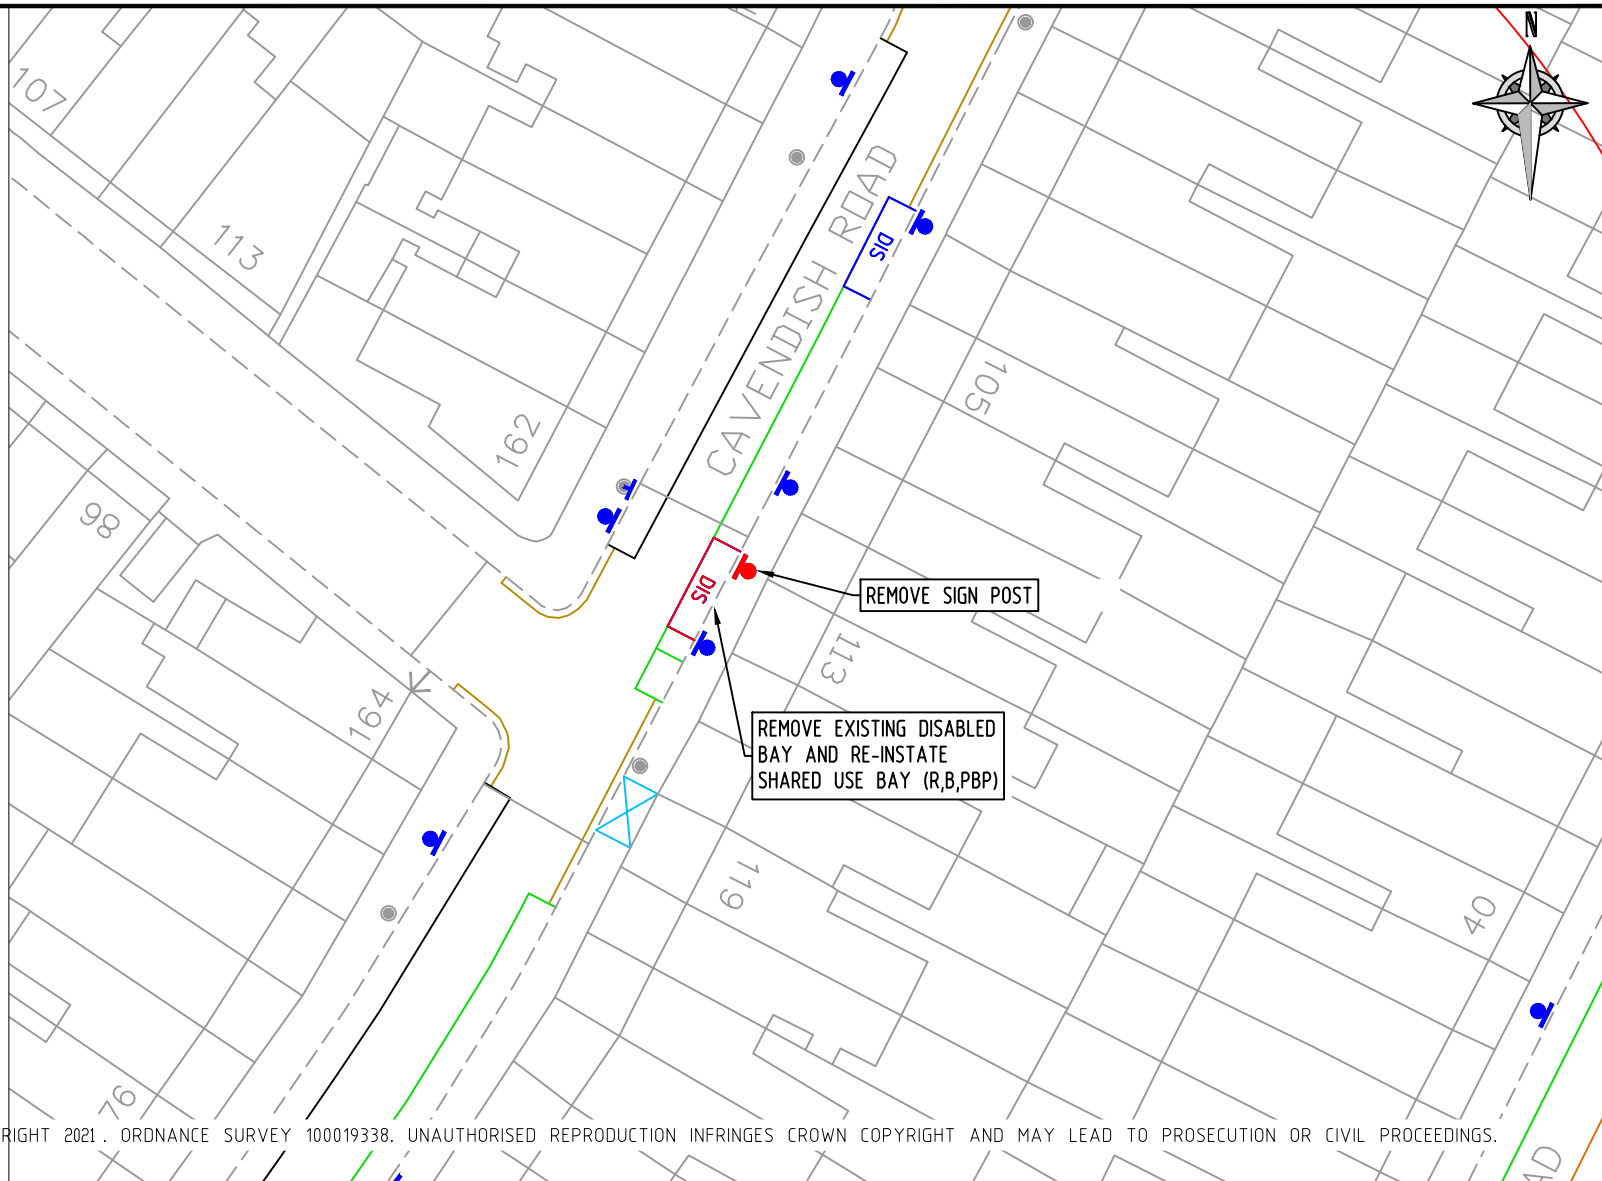 N
107
113
CAVENDISH ROAD
DIS
105
162
98
DIS
REMOVE SIGN POST
113
164
REMOVE EXISTING DISABLED
BAY AND RE-INSTATE
SHARED USE BAY (R,B,PBP)
119
40
76
RIGHT 2021. ORDNANCE SURVEY 100019338. UNAUTHORISED REPRODUCTION INFRINGES CROWN COPYRIGHT AND MAY LEAD TO PROSECUTION OR CIVIL PROCEEDINGS.
AD